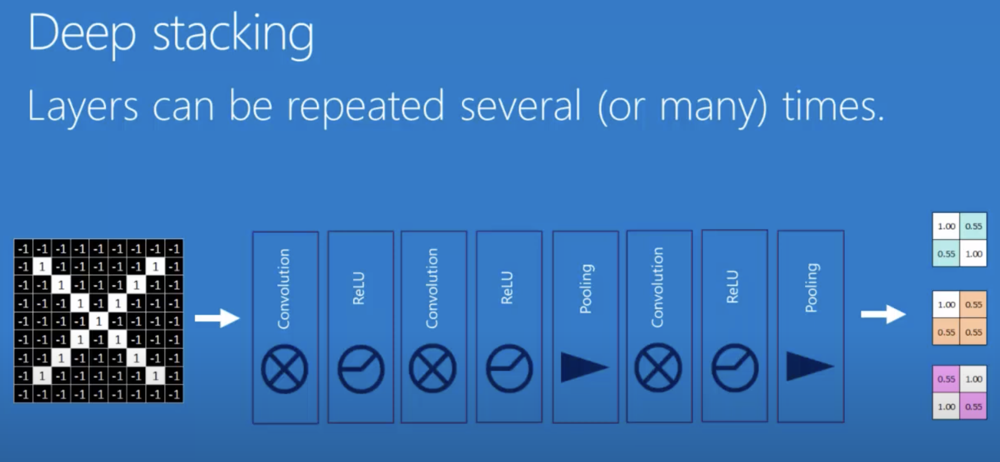 Deep stacking
Layers can be repeated several (or many) times.
-1 -1 -1 -1 -1 -1 -1 -1 -1
-1 1 -1 -1 -1 -1 -1 1 -1
-1 -1 1 -1 -1 -1 1 -1 -1
-1 -1 -1 1 -1 1 -1 -1 -1
-1 -1 -1 -1 1 -1 -1 -1 -1
-1 -1 -1 1 -1 1 -1 -1 -1
-1 -1 1 -1 -1 -1 1 -1 -1
-1 1 -1 -1 -1 -1 -1 1 -1
-1 -1 -1 -1 -1 -1 -1 -1 -1
Convolution
ReLU
Convolution
ReLU
Pooling
Convolution
ReLU
Pooling
1.00 0.55
0.55 1.00
1.00 0.55
0.55 0.55
0.55 1.00
1.00 0.55